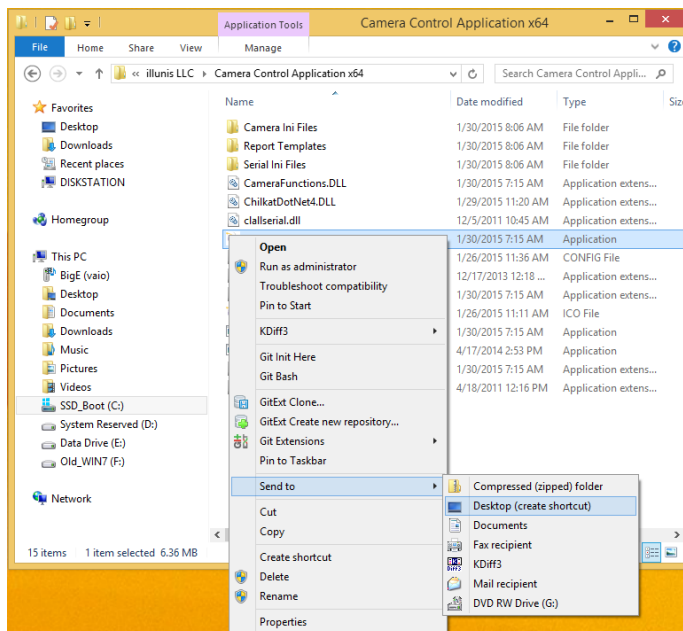 Application Tools
Camera Control Application x64
File
Home
Share
View
Manage
« illunis LLC
Camera Control Application x64
Search Camera Control Appli...
Favorites
Desktop
Downloads
Recent places
DISKSTATION
Homegroup
This PC
BigE (vaio)
Desktop
Documents
Downloads
Music
Pictures
Videos
SSD_Boot (C:)
System Reserved (D:)
Data Drive (E:)
Old_WIN7 (F:)
Network
Name Date modified Type Siz
Camera Ini Files 1/30/2015 8:06 AM File folder
Report Templates 1/30/2015 8:06 AM File folder
Serial Ini Files 1/30/2015 8:06 AM File folder
CameraFunctions.DLL 1/30/2015 7:15 AM Application extens...
ChilkatDotNet4.DLL 1/29/2015 11:20 AM Application extens...
clallserial.dll 12/5/2011 10:45 AM Application extens...
1/30/2015 7:15 AM Application
1/26/2015 11:36 AM CONFIG File
12/17/2013 12:18 ... Application extens...
1/30/2015 7:15 AM Application extens...
1/26/2015 11:11 AM ICO File
1/30/2015 7:15 AM Application
4/17/2014 2:53 PM Application
1/30/2015 7:15 AM Application extens...
4/18/2011 12:16 PM Application extens...
Open
Run as administrator
Troubleshoot compatibility
Pin to Start
KDiff3
Git Init Here
Git Bash
GitExt Clone...
GitExt Create new repository...
Git Extensions
Pin to Taskbar
Send to
Cut
Copy
Create shortcut
Delete
Rename
Properties
Compressed (zipped) folder
Desktop (create shortcut)
Documents
Fax recipient
KDiff3
Mail recipient
DVD RW Drive (G:)
15 items
1 item selected 6.36 MB